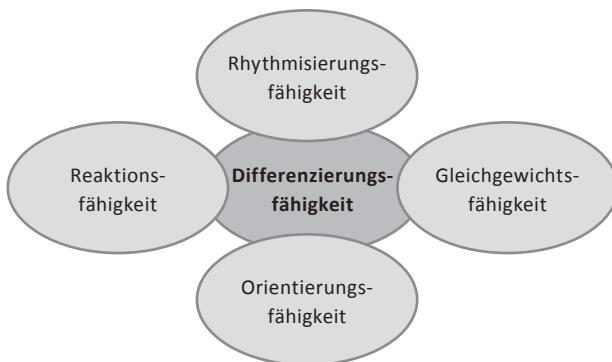 Rhythmisierungs-
fähigkeit
Reaktions-
fähigkeit
Differenzierungs-
fähigkeit
Gleichgewichts-
fähigkeit
Orientierungs-
fähigkeit